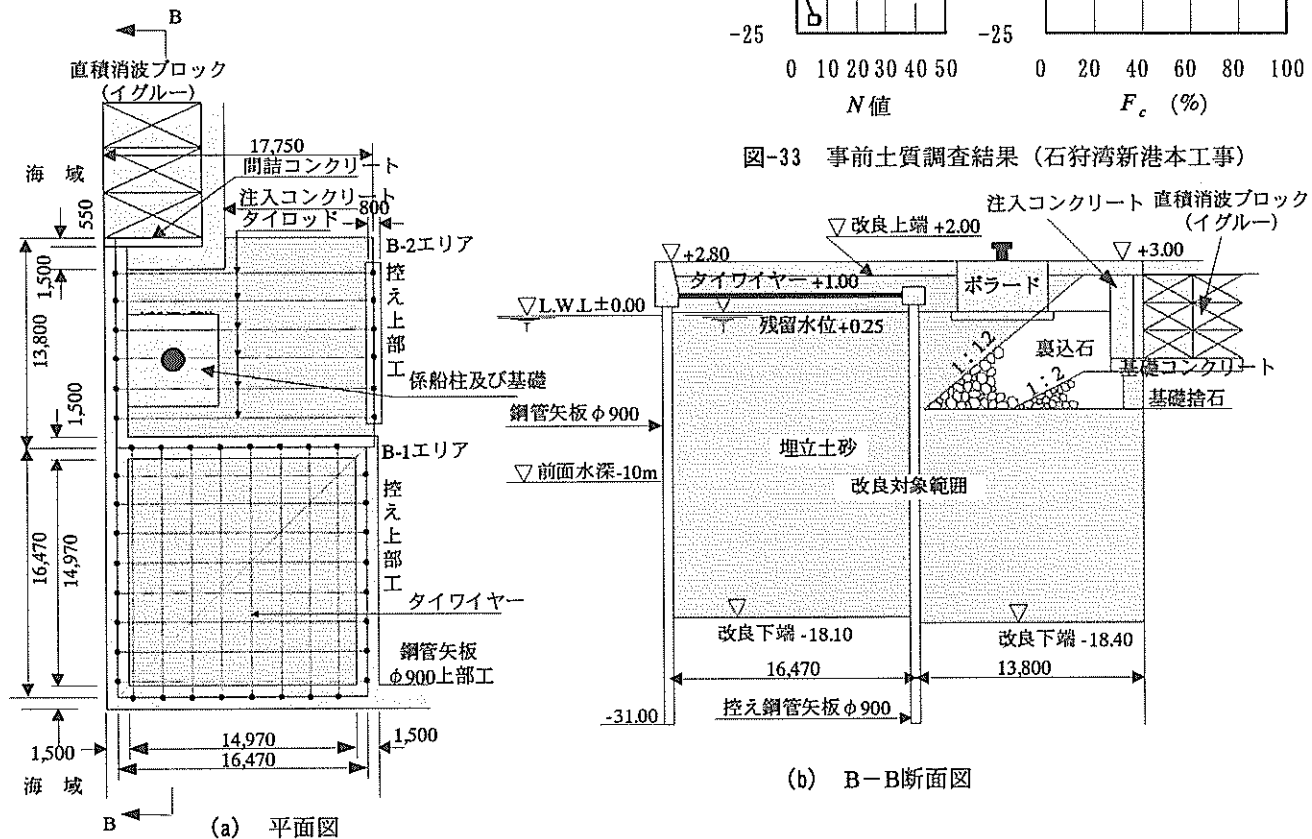 -25
0 10 20 30 40 50
N値
-25
0 20 40 60 80 100
Fc (%)
図-33 事前土質調査結果（石狩湾新港本工事）
B
直積消波ブロック
(イグルー)
海 域
550
17,750
間詰コンクリート
注入コンクリート
800
タイロッド
B-2エリア
1,500
13,800
1,500
控え上部工
係船柱及び基礎
B-1エリア
控え上部工
16,470
14,970
タイワイヤー
鋼管矢板
φ900上部工
1,500
14,970
1,500
16,470
海 域
B
(a) 平面図
注入コンクリート
直積消波ブロック
(イグルー)
▽改良上端 +2.00
+2.80
+3.00
タイワイヤー+1.00
ボラード
▽L.W.L±0.00
残留水位+0.25
1:1.2
裏込石
1:2
基礎コンクリート
基礎捨石
鋼管矢板φ900
埋立土砂
▽前面水深-10m
改良対象範囲
改良下端 -18.10
改良下端 -18.40
16,470
13,800
-31.00
控え鋼管矢板φ900
(b) B－B断面図